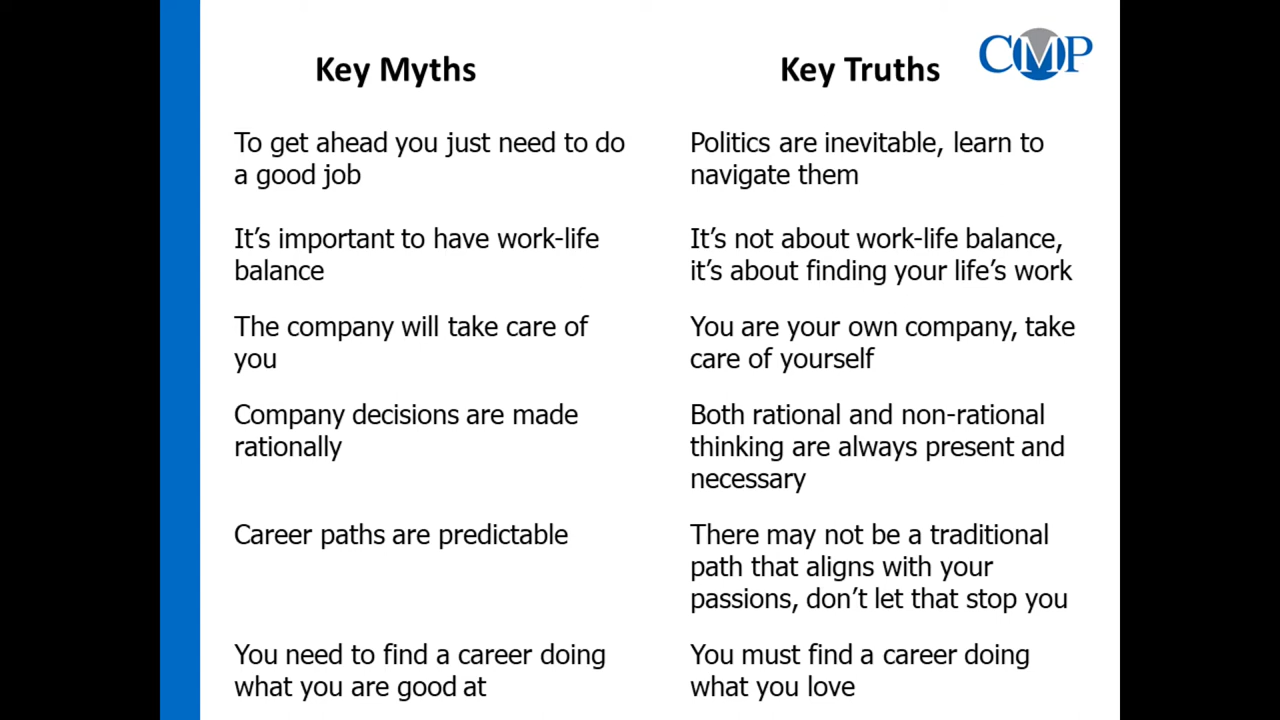 Key Myths
Key Truths
CMP
To get ahead you just need to do
a good job
Politics are inevitable, learn to
navigate them
It's important to have work-life
balance
It's not about work-life balance,
it's about finding your life's work
The company will take care of
you
You are your own company, take
care of yourself
Company decisions are made
rationally
Both rational and non-rational
thinking are always present and
necessary
Career paths are predictable
There may not be a traditional
path that aligns with your
passions, don't let that stop you
You need to find a career doing
what you are good at
You must find a career doing
what you love